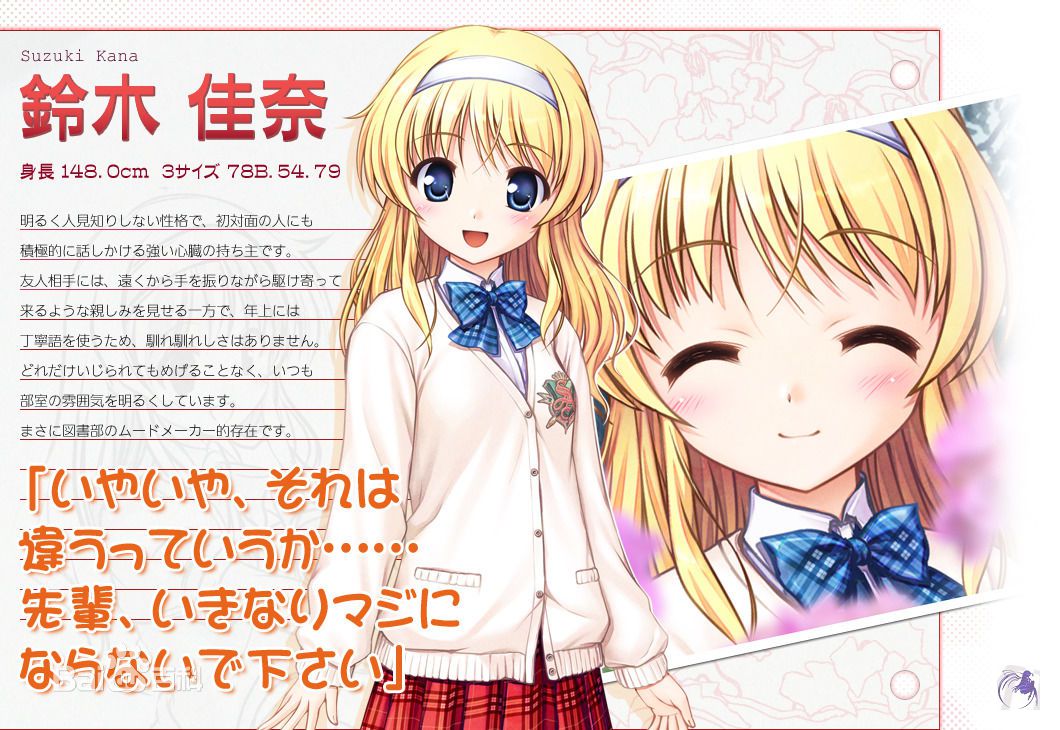 Suzuki Kana
鈴木 佳奈
身長 148.0cm 3サイズ 78B.54.79
明るく人見知りしない性格で、初対面の人にも
積極的に話しかける強い心臓の持ち主です。
友人相手には、遠くから手を振りながら駆け寄って
来るような親しみを見せる一方で、年上には
丁寧語を使うため、馴れ馴れしさはありません。
どれだけいじられてもめげることなく、いつも
部室の雰囲気を明るくしています。
まさに図書部のムードメーカー的存在です。
「いやいや、それは
違うっていうか……
先輩、いきなりマジに
ならないで下さい」
Bai 百科